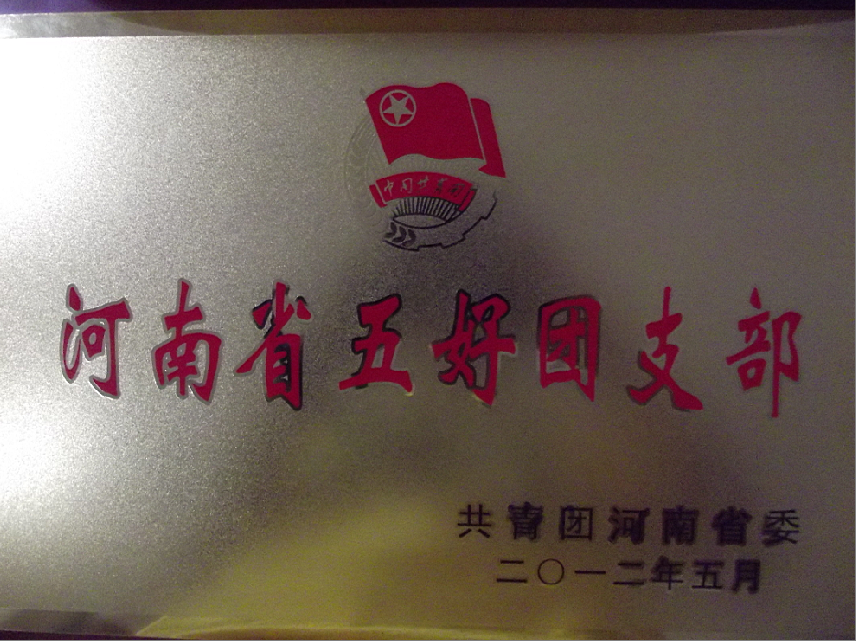 中国共青团
河南省五好团支部
共青团河南省委
二〇一二年五月